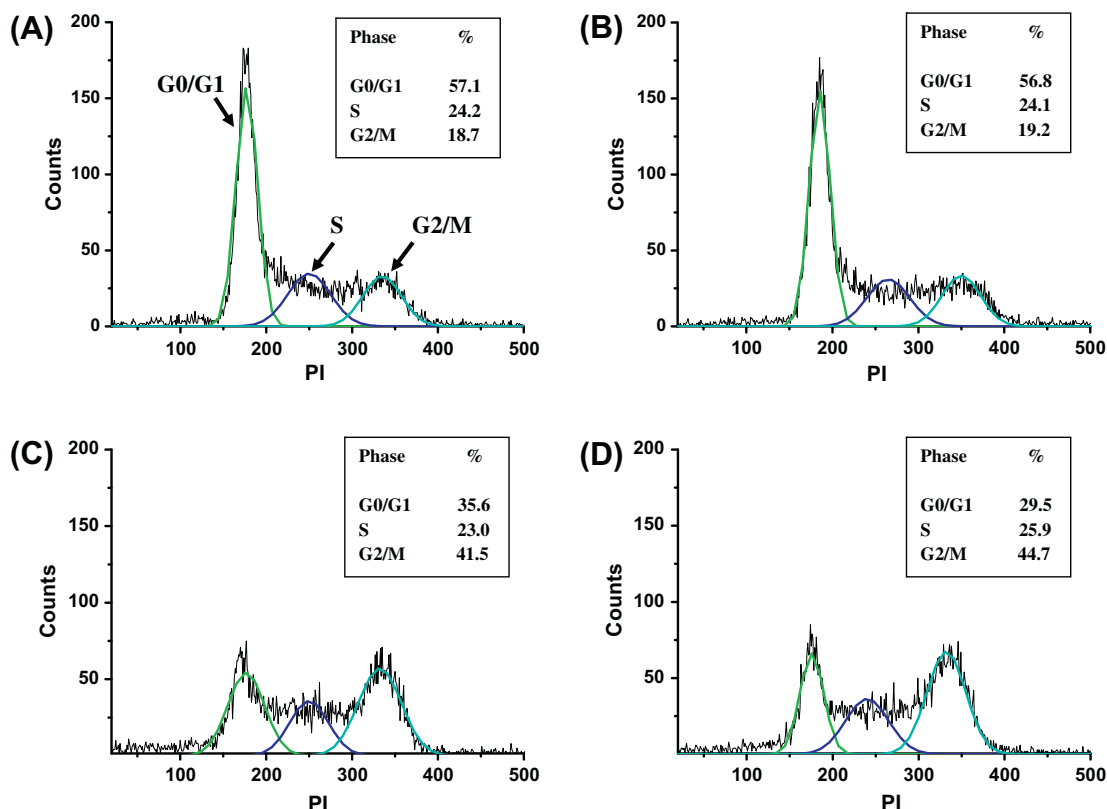 (A)
200
150
100
50
0
Counts
100 200 300 400 500
PI
G0/G1
S
G2/M
Phase %
G0/G1 57.1
S 24.2
G2/M 18.7
(B)
200
150
100
50
0
Counts
100 200 300 400 500
PI
Phase %
G0/G1 56.8
S 24.1
G2/M 19.2
(C)
200
150
100
50
0
Counts
100 200 300 400 500
PI
Phase %
G0/G1 35.6
S 23.0
G2/M 41.5
(D)
200
150
100
50
0
Counts
100 200 300 400 500
PI
Phase %
G0/G1 29.5
S 25.9
G2/M 44.7